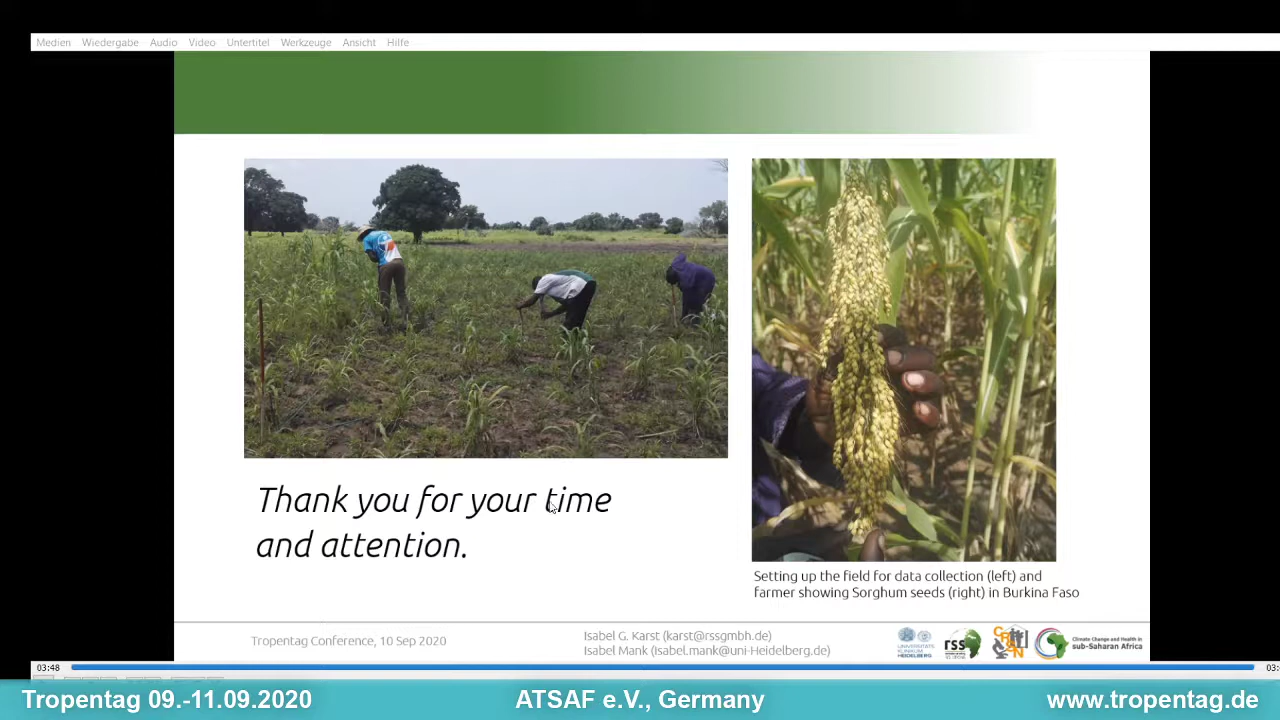 Medien Wiedergabe Audio Video Untertitel Werkzeuge Ansicht Hilfe
Thank you for your time
and attention.
Setting up the field for data collection (left) and
farmer showing Sorghum seeds (right) in Burkina Faso
Tropentag Conference, 10 Sep 2020
Isabel G. Karst (karst@rssgmbh.de)
Isabel Mank (isabel.mank@uni-Heidelberg.de)
UNIVERSITÄTS
KLINIKUM
HEIDELBERG
rss
Climate Change and Health in
sub-Saharan Africa
03:48
Tropentag 09.-11.09.2020 ATSAF e.V., Germany www.tropentag.de